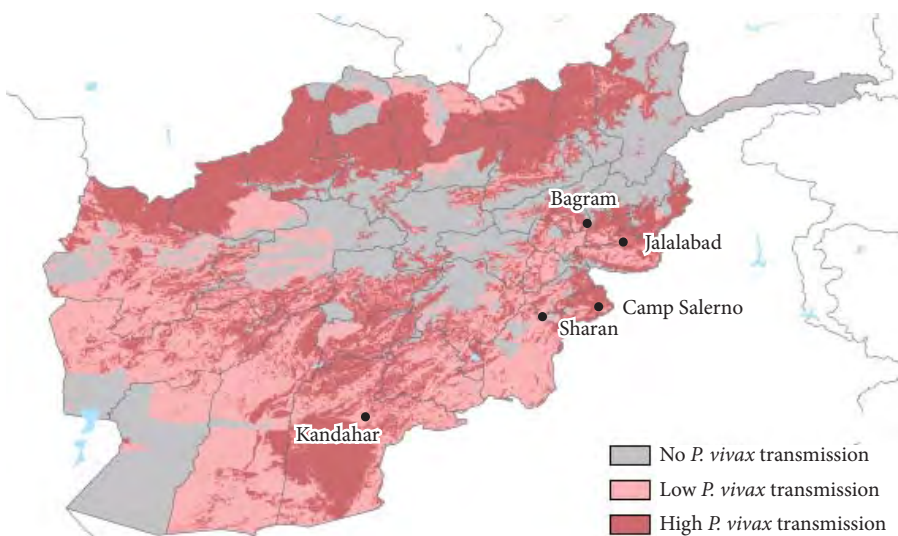 Bagram
Jalalabad
Camp Salerno
Sharan
Kandahar
No P. vivax transmission
Low P. vivax transmission
High P. vivax transmission